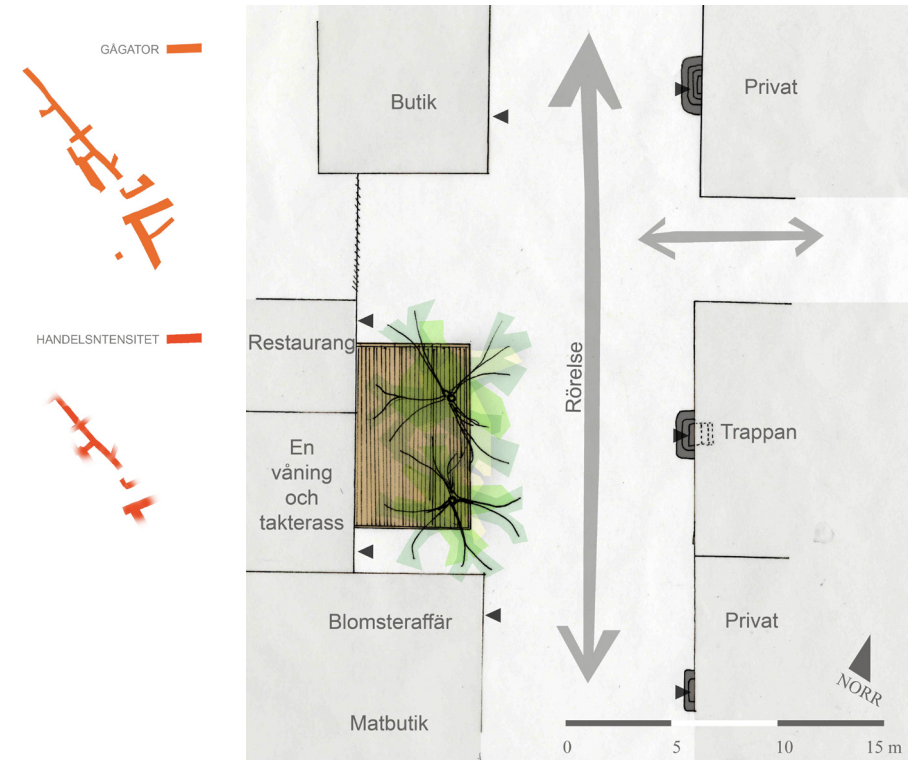 GÅGATOR
HANDELSNTENSITET
Butik
Privat
Restaurang
En
våning
och
takterass
Rörelse
Trappan
Blomsteraffär
Privat
Matbutik
NORR
0 5 10 15 m